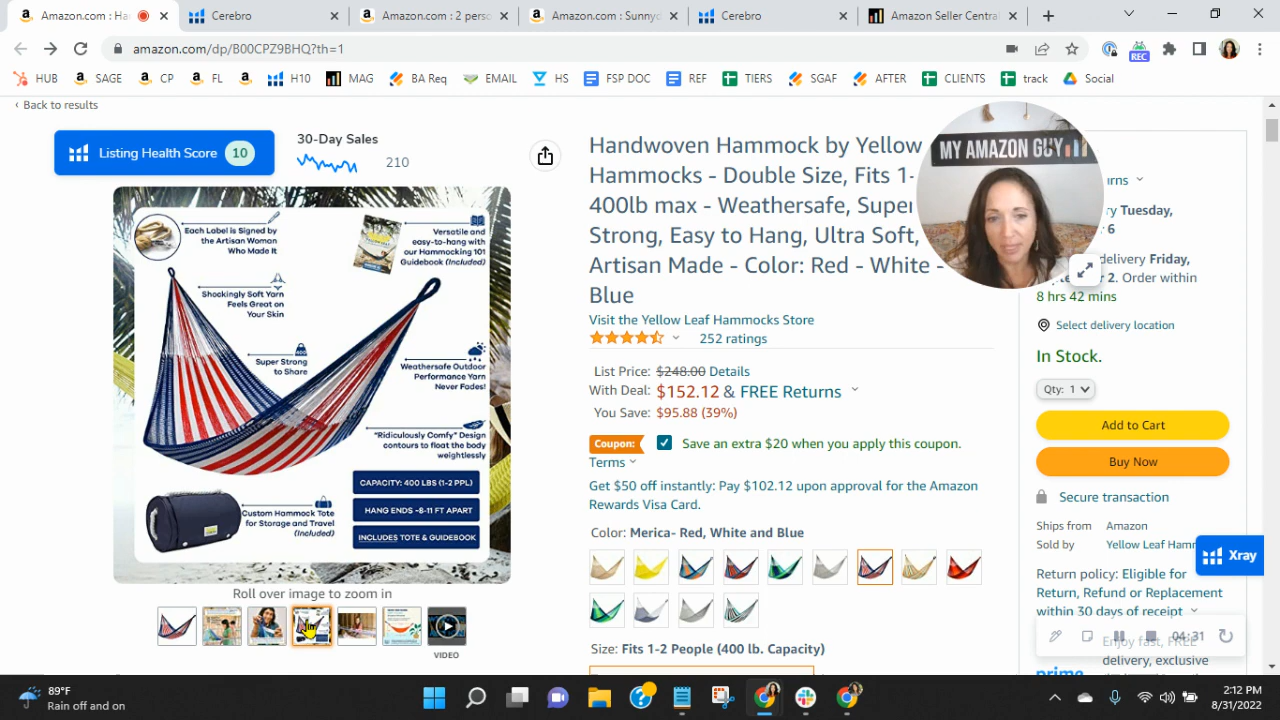 Amazon.com : Ha
Cerebro
Amazon.com : 2 pers
Amazon.com : Sunnyd
Cerebro
Amazon Seller Centra
amazon.com/dp/B00CPZ9BHQ?th=1
REC
HUB
SAGE
CP
FL
H10
MAG
BA Req
EMAIL
HS
FSP DOC
REF
TIERS
SGAF
AFTER
CLIENTS
track
Social
‹ Back to results
Listing Health Score 10
30-Day Sales
210
Each Label is Signed by
the Artisan Woman
Who Made It
Versatile and
easy-to-hang with
our Hammocking 101
Guidebook (Included)
Shockingly Soft Yarn
Feels Great on
Your Skin
Super Strong
to Share
Weathersafe Outdoor
Performance Yarn
Never Fades!
"Ridiculously Comfy" Design
contours to float the body
weightlessly
Custom Hammock Tote
for Storage and Travel
(Included)
CAPACITY: 400 LBS (1-2 PPL)
HANG ENDS ~8-11 FT APART
INCLUDES TOTE & GUIDEBOOK
Roll over image to zoom in
VIDEO
Handwoven Hammock by Yellow
Hammocks - Double Size, Fits 1-
400lb max - Weathersafe, Super
Strong, Easy to Hang, Ultra Soft,
Artisan Made - Color: Red - White -
Blue
Visit the Yellow Leaf Hammocks Store
252 ratings
List Price: $248.00 Details
With Deal: $152.12 & FREE Returns
You Save: $95.88 (39%)
Coupon: Save an extra $20 when you apply this coupon.
Terms
Get $50 off instantly: Pay $102.12 upon approval for the Amazon
Rewards Visa Card.
Color: Merica- Red, White and Blue
Size: Fits 1-2 People (400 lb. Capacity)
MY AMAZON GUY
rns
ry Tuesday,
6
delivery Friday,
2. Order within
8 hrs 42 mins
Select delivery location
In Stock.
Qty: 1
Add to Cart
Buy Now
Secure transaction
Ships from Amazon
Sold by Yellow Leaf Hamm
Xray
Return policy: Eligible for
Return, Refund or Replacement
within 30 days of receipt
04:31
Enjoy fast, FREE
delivery, exclusive
prime
89°F
Rain off and on
2:12 PM
8/31/2022